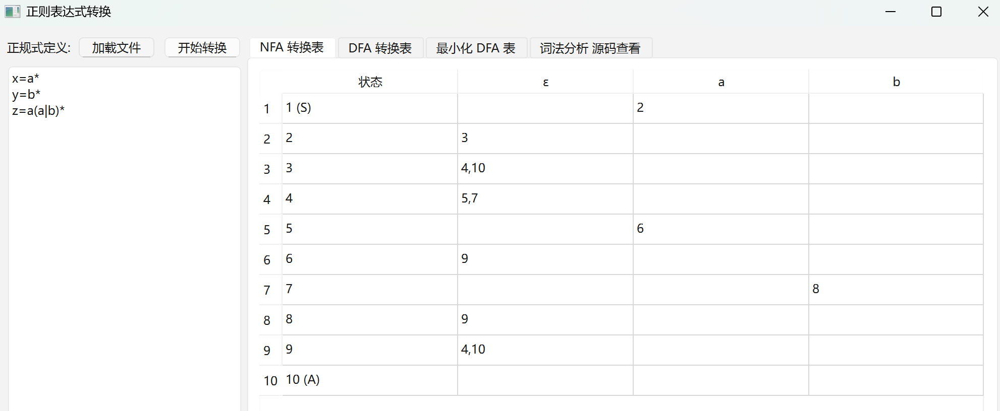 正则表达式转换
正规式定义: 加载文件 开始转换 NFA 转换表 DFA 转换表 最小化 DFA 表 词法分析 源码查看
x=a*
y=b*
z=a(a|b)*
状态 ε a b
1 1 (S) 2
2 2 3
3 3 4,10
4 4 5,7
5 5 6
6 6 9
7 7 8
8 8 9
9 9 4,10
10 10 (A)